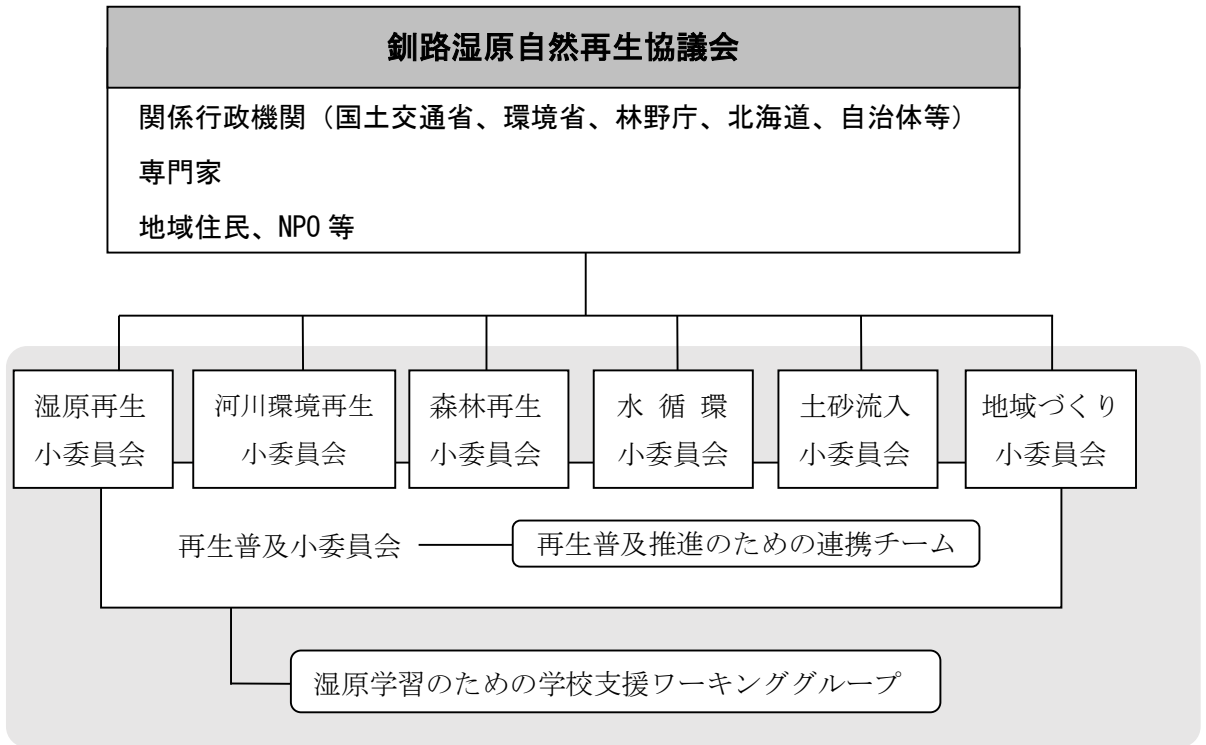 釧路湿原自然再生協議会
関係行政機関（国土交通省、環境省、林野庁、北海道、自治体等）
専門家
地域住民、NPO 等
湿原再生
小委員会
河川環境再生
小委員会
森林再生
小委員会
水 循 環
小委員会
土砂流入
小委員会
地域づくり
小委員会
再生普及小委員会
再生普及推進のための連携チーム
湿原学習のための学校支援ワーキンググループ